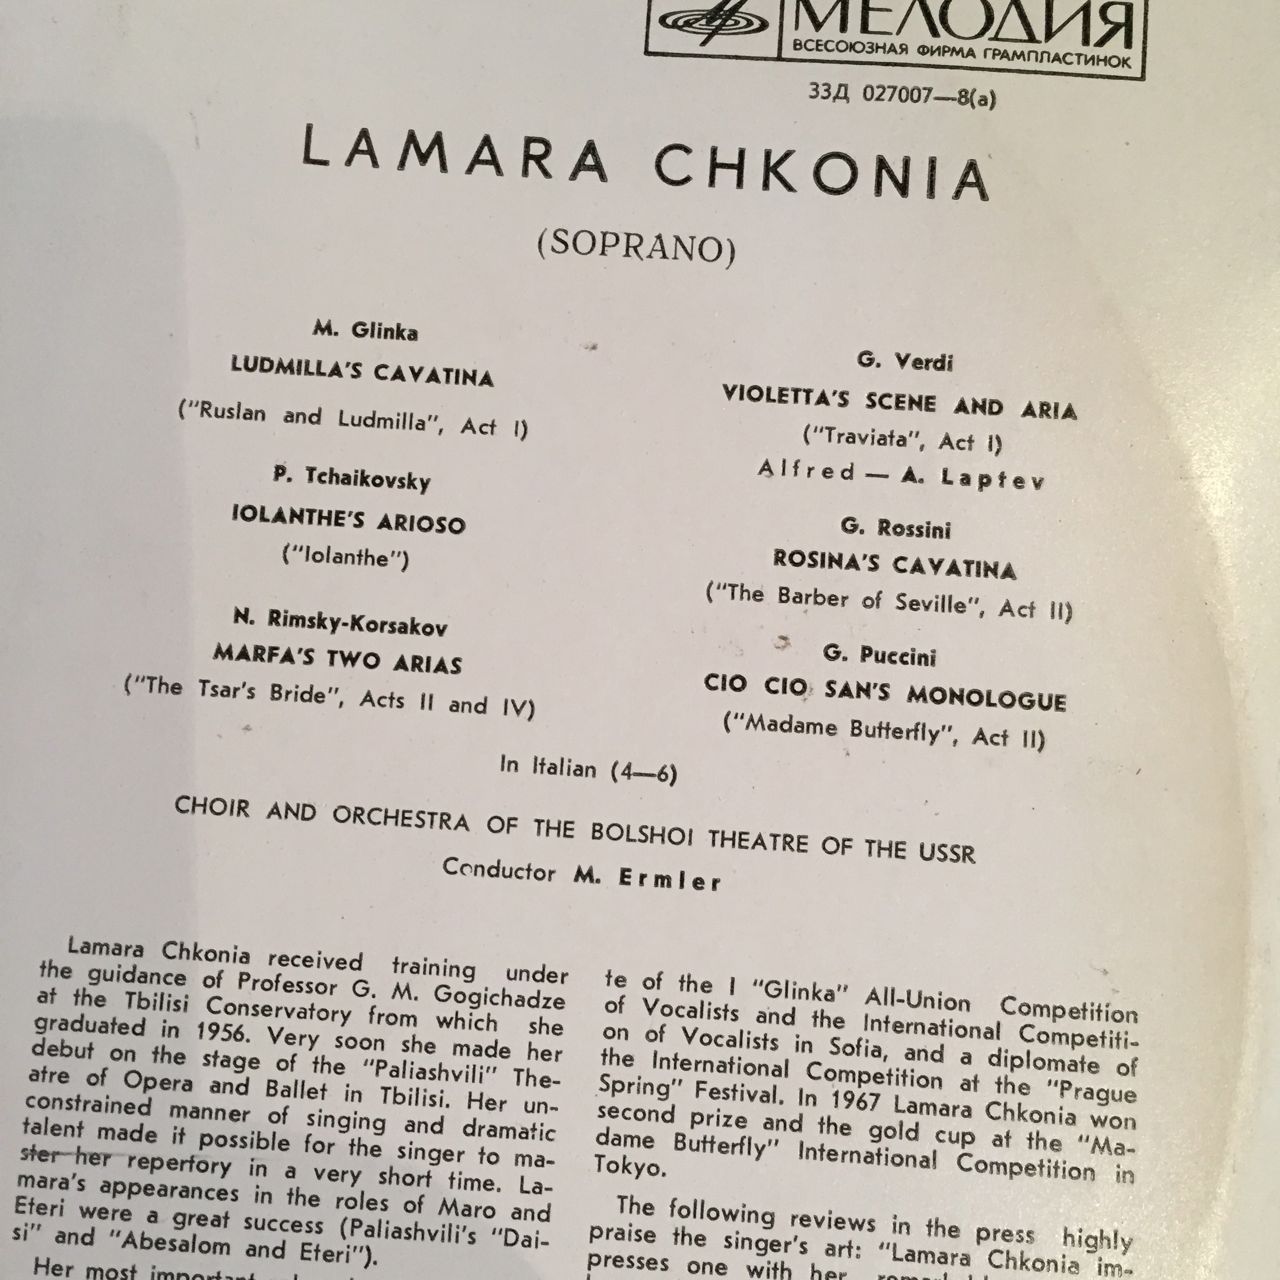 МЕЛОДИЯ
ВСЕСОЮЗНАЯ ФИРМА ГРАМПЛАСТИНОК
33Д 027007—8(а)
LAMARA CHKONIA
(SOPRANO)
M. Glinka
LUDMILLA'S CAVATINA
("Ruslan and Ludmilla", Act I)
P. Tchaikovsky
IOLANTHE'S ARIOSO
("Iolanthe")
N. Rimsky-Korsakov
MARFA'S TWO ARIAS
("The Tsar's Bride", Acts II and IV)
G. Verdi
VIOLETTA'S SCENE AND ARIA
("Traviata", Act I)
Alfred — A. Laptev
G. Rossini
ROSINA'S CAVATINA
("The Barber of Seville", Act II)
G. Puccini
CIO CIO SAN'S MONOLOGUE
("Madame Butterfly", Act II)
In Italian (4—6)
CHOIR AND ORCHESTRA OF THE BOLSHOI THEATRE OF THE USSR
Conductor M. Ermler
Lamara Chkonia received training under
the guidance of Professor G. M. Gogichadze
at the Tbilisi Conservatory from which she
graduated in 1956. Very soon she made her
debut on the stage of the "Paliashvili" The-
atre of Opera and Ballet in Tbilisi. Her un-
constrained manner of singing and dramatic
talent made it possible for the singer to ma-
ster her repertory in a very short time. La-
mara's appearances in the roles of Maro and
Eteri were a great success (Paliashvili's "Dai-
si" and "Abesalom and Eteri").
Her most important
te of the I "Glinka" All-Union Competition
of Vocalists and the International Competiti-
on of Vocalists in Sofia, and a diplomate of
the International Competition at the "Prague
Spring" Festival. In 1967 Lamara Chkonia won
second prize and the gold cup at the "Ma-
dame Butterfly" International Competition in
Tokyo.
The following reviews in the press highly
praise the singer's art: "Lamara Chkonia im-
presses one with her